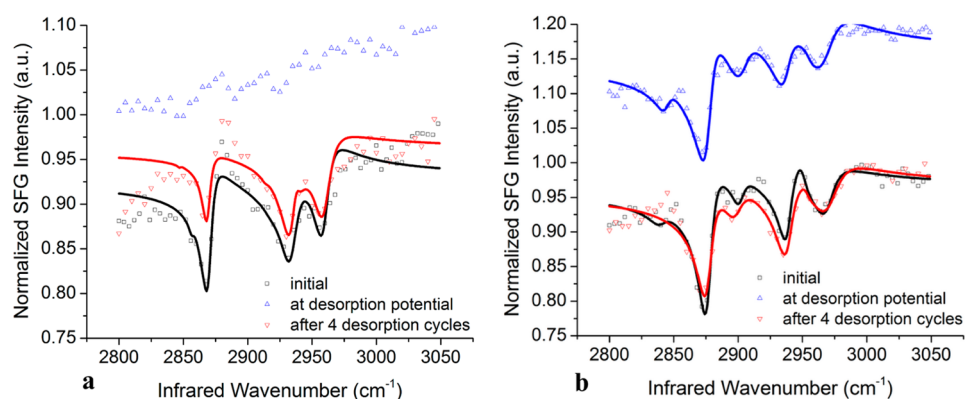 1.10
1.05
1.00
0.95
0.90
0.85
0.80
0.75
Normalized SFG Intensity (a.u.)
initial
at desorption potential
after 4 desorption cycles
2800 2850 2900 2950 3000 3050
a
Infrared Wavenumber (cm⁻¹)
1.20
1.15
1.10
1.05
1.00
0.95
0.90
0.85
0.80
0.75
Normalized SFG Intensity (a.u.)
initial
at desorption potential
after 4 desorption cycles
2800 2850 2900 2950 3000 3050
b
Infrared Wavenumber (cm⁻¹)